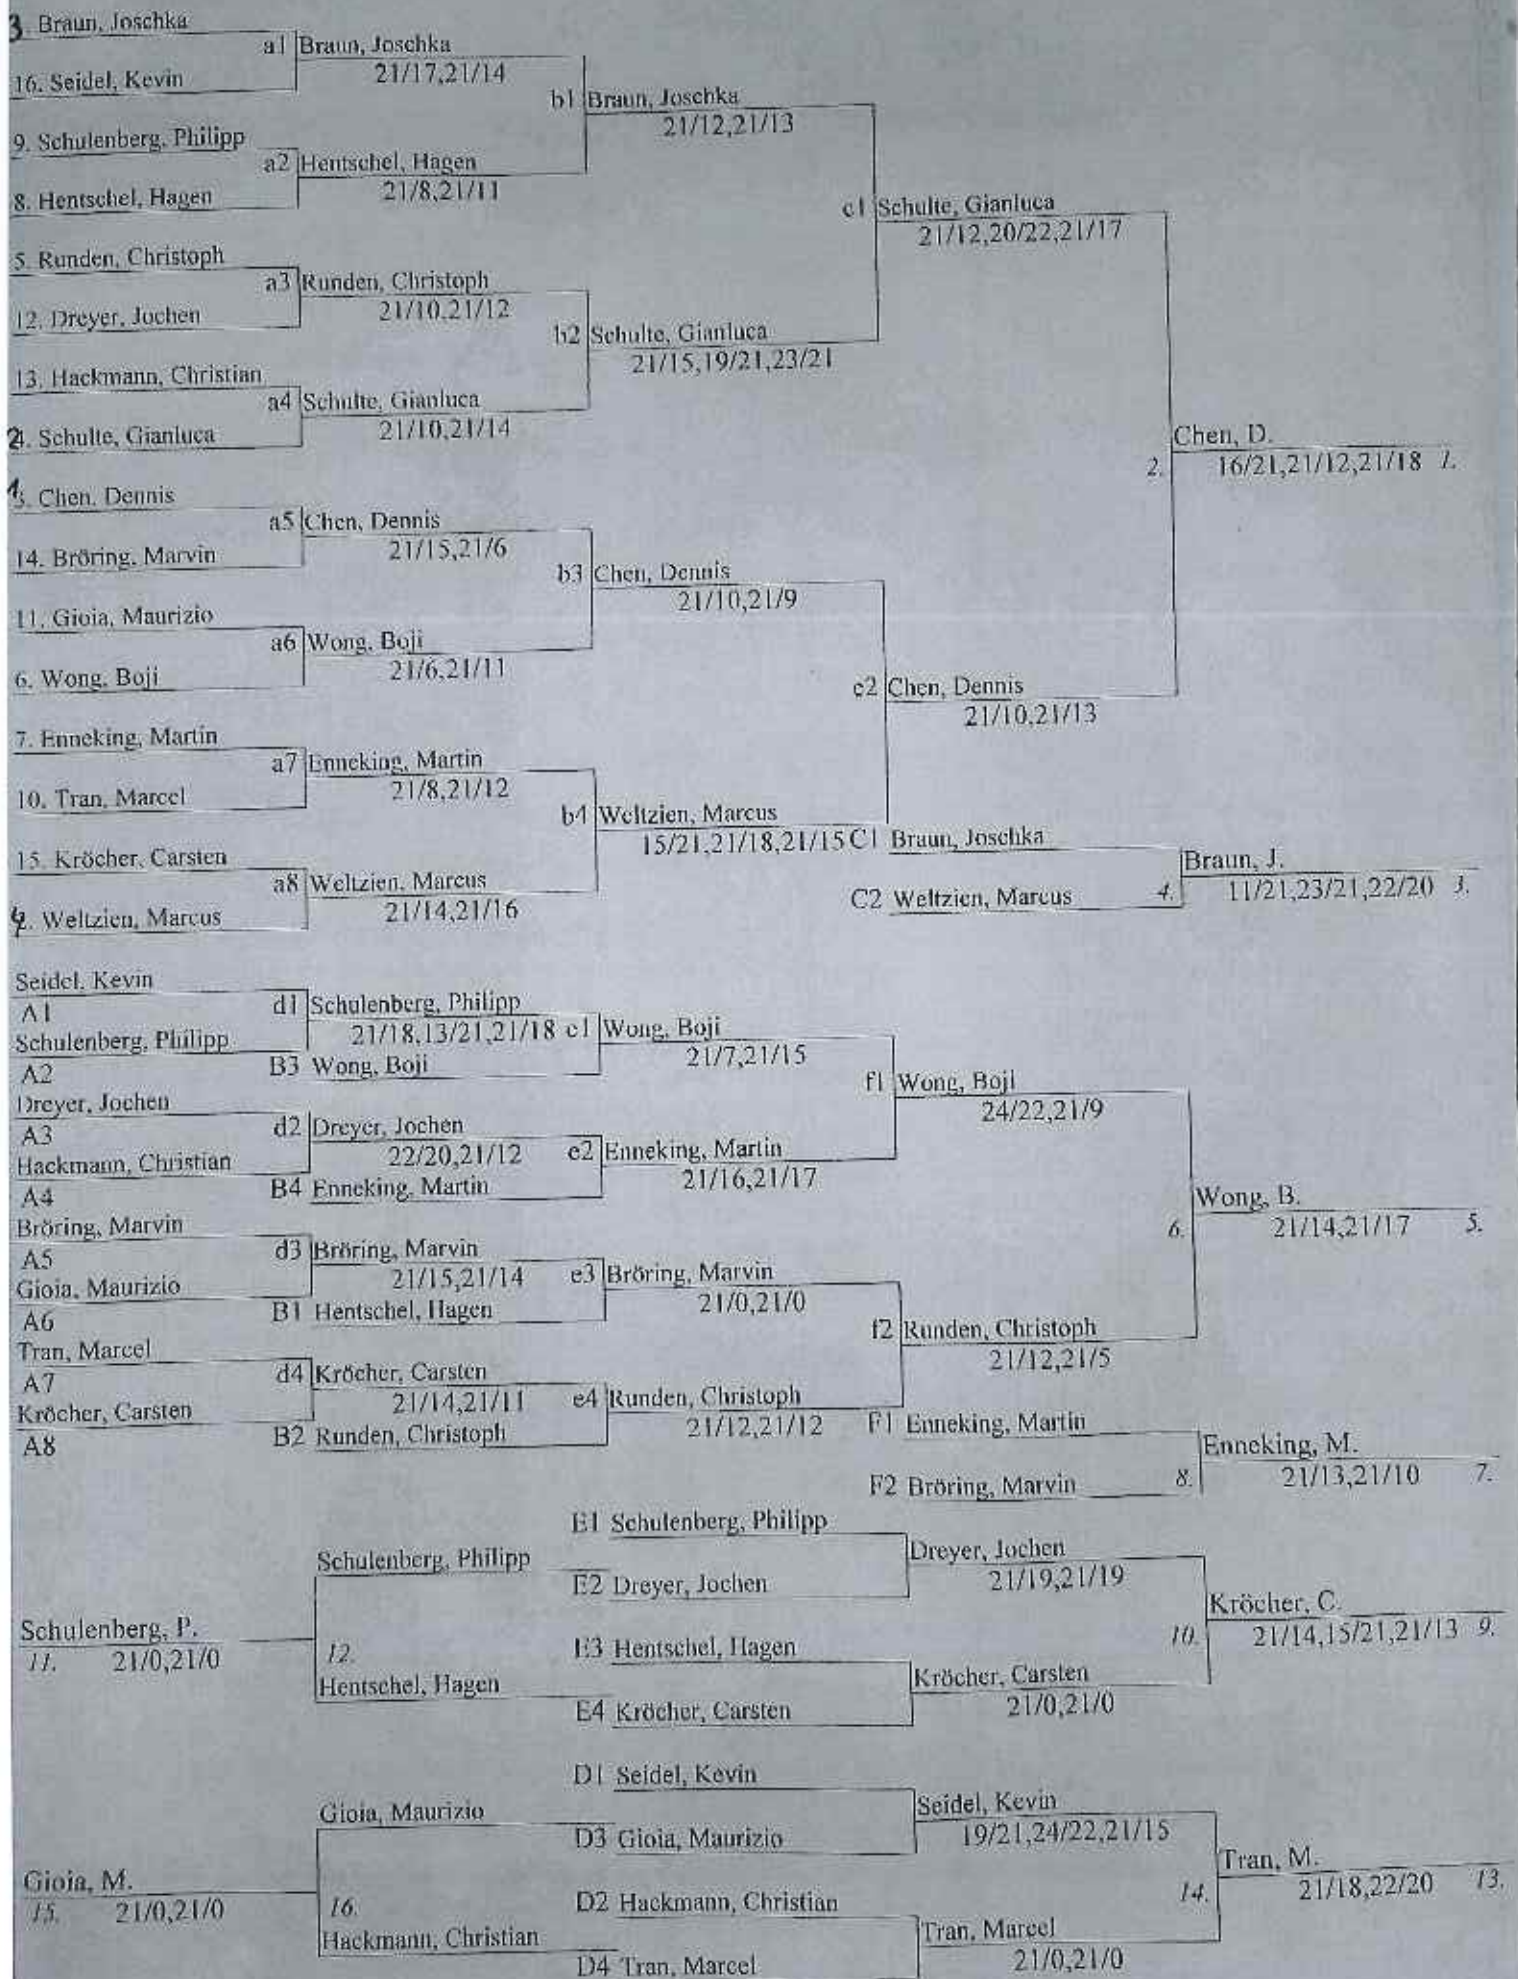 3. Braun, Joschka
a1 Braun, Joschka
21/17,21/14
16. Seidel, Kevin
b1 Braun, Joschka
21/12,21/13
9. Schulenberg, Philipp
a2 Hentschel, Hagen
21/8,21/11
8. Hentschel, Hagen
c1 Schulte, Gianluca
21/12,20/22,21/17
5. Runden, Christoph
a3 Runden, Christoph
21/10,21/12
12. Dreyer, Jochen
b2 Schulte, Gianluca
21/15,19/21,23/21
13. Hackmann, Christian
a4 Schulte, Gianluca
21/10,21/14
2. Schulte, Gianluca
Chen, D.
2. 16/21,21/12,21/18 1.
1. Chen, Dennis
a5 Chen, Dennis
21/15,21/6
14. Bröring, Marvin
b3 Chen, Dennis
21/10,21/9
11. Gioia, Maurizio
a6 Wong, Boji
21/6,21/11
6. Wong, Boji
c2 Chen, Dennis
21/10,21/13
7. Enneking, Martin
a7 Enneking, Martin
21/8,21/12
10. Tran, Marcel
b4 Weltzien, Marcus
15/21,21/18,21/15
C1 Braun, Joschka
15. Kröcher, Carsten
a8 Weltzien, Marcus
21/14,21/16
Braun, J.
4. 11/21,23/21,22/20 3.
C2 Weltzien, Marcus
4. Weltzien, Marcus
Seidel, Kevin
A1
d1 Schulenberg, Philipp
21/18,13/21,21/18
e1 Wong, Boji
21/7,21/15
Schulenberg, Philipp
A2
B3 Wong, Boji
f1 Wong, Boji
24/22,21/9
Dreyer, Jochen
A3
d2 Dreyer, Jochen
22/20,21/12
e2 Enneking, Martin
21/16,21/17
Hackmann, Christian
A4
B4 Enneking, Martin
Wong, B.
6. 21/14,21/17 5.
Bröring, Marvin
A5
d3 Bröring, Marvin
21/15,21/14
e3 Bröring, Marvin
21/0,21/0
Gioia, Maurizio
A6
B1 Hentschel, Hagen
f2 Runden, Christoph
21/12,21/5
Tran, Marcel
A7
d4 Kröcher, Carsten
21/14,21/11
e4 Runden, Christoph
21/12,21/12
Kröcher, Carsten
A8
B2 Runden, Christoph
F1 Enneking, Martin
Enneking, M.
8. 21/13,21/10 7.
F2 Bröring, Marvin
E1 Schulenberg, Philipp
Schulenberg, Philipp
Dreyer, Jochen
21/19,21/19
E2 Dreyer, Jochen
Kröcher, C.
10. 21/14,15/21,21/13 9.
Schulenberg, P.
11. 21/0,21/0
12.
E3 Hentschel, Hagen
Hentschel, Hagen
Kröcher, Carsten
21/0,21/0
E4 Kröcher, Carsten
D1 Seidel, Kevin
Gioia, Maurizio
Seidel, Kevin
19/21,24/22,21/15
D3 Gioia, Maurizio
Tran, M.
14. 21/18,22/20 13.
Gioia, M.
15. 21/0,21/0
16.
D2 Hackmann, Christian
Hackmann, Christian
Tran, Marcel
21/0,21/0
D4 Tran, Marcel